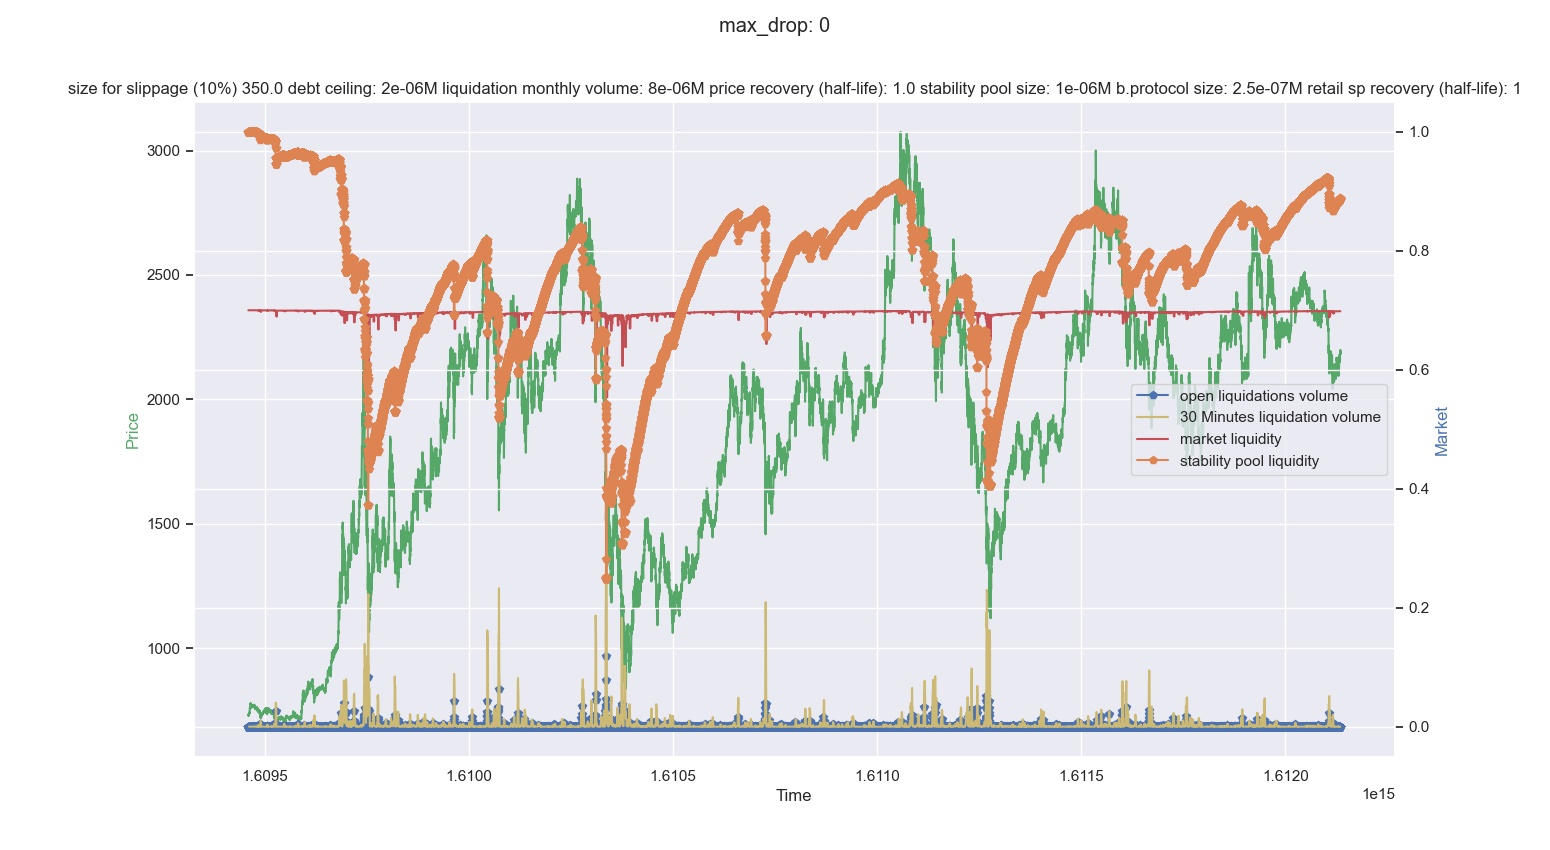 max_drop: 0
size for slippage (10%) 350.0 debt ceiling: 2e-06M liquidation monthly volume: 8e-06M price recovery (half-life): 1.0 stability pool size: 1e-06M b.protocol size: 2.5e-07M retail sp recovery (half-life): 1
3000
2500
2000
1500
1000
Price
1.0
0.8
0.6
0.4
0.2
0.0
Market
open liquidations volume
30 Minutes liquidation volume
market liquidity
stability pool liquidity
1.6095 1.6100 1.6105 1.6110 1.6115 1.6120
Time
1e15